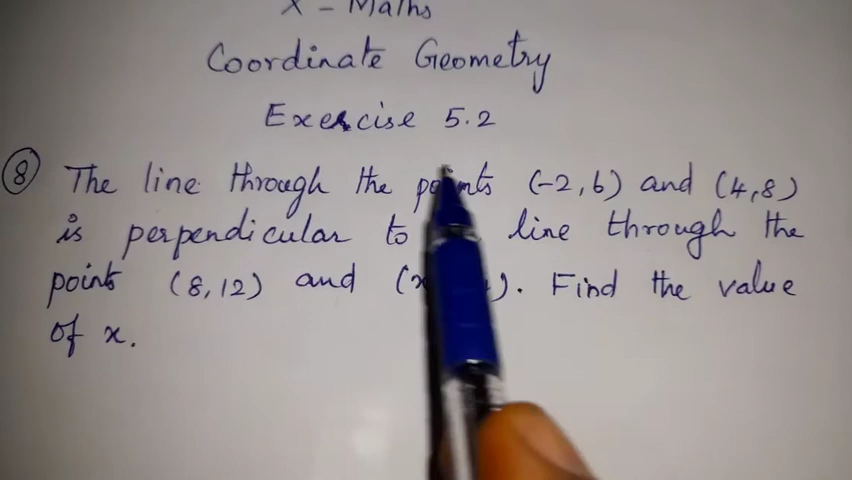 X - Maths
Coordinate Geometry
Exercise 5.2
8 The line through the points (-2,6) and (4,8)
is perpendicular to line through the
point (8,12) and (x ). Find the value
of x.